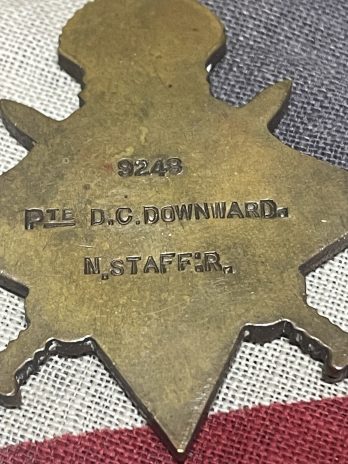 9248
PTE D.C. DOWNWARD.
N. STAFF:R.